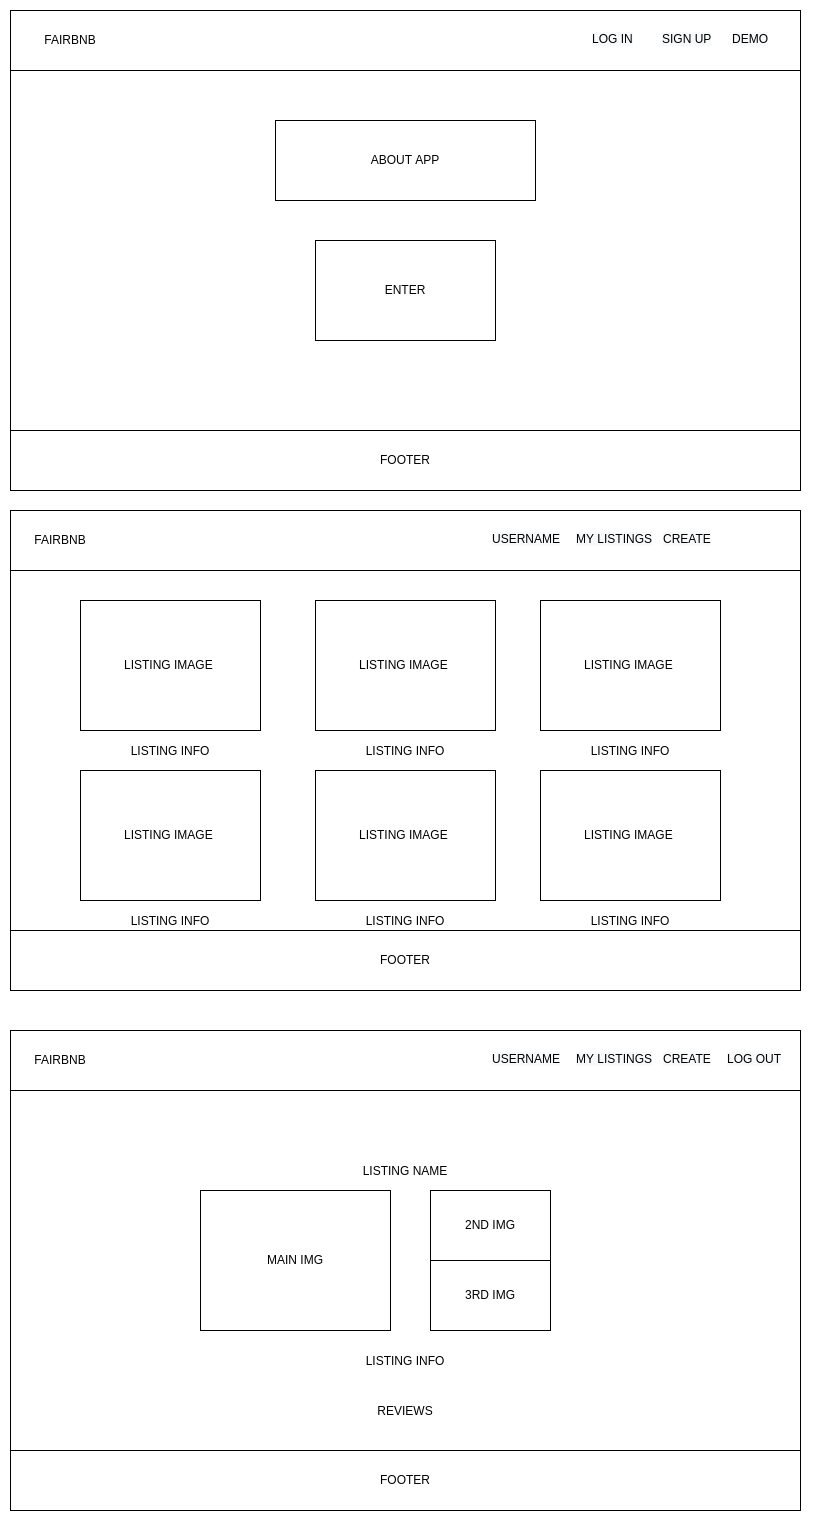 FAIRBNB LOG IN SIGN UP DEMO
ABOUT APP
ENTER
FOOTER
FAIRBNB USERNAME MY LISTINGS CREATE
LISTING IMAGE LISTING IMAGE LISTING IMAGE
LISTING INFO LISTING INFO LISTING INFO
LISTING IMAGE LISTING IMAGE LISTING IMAGE
LISTING INFO LISTING INFO LISTING INFO
FOOTER
FAIRBNB USERNAME MY LISTINGS CREATE LOG OUT
LISTING NAME
2ND IMG
MAIN IMG
3RD IMG
LISTING INFO
REVIEWS
FOOTER